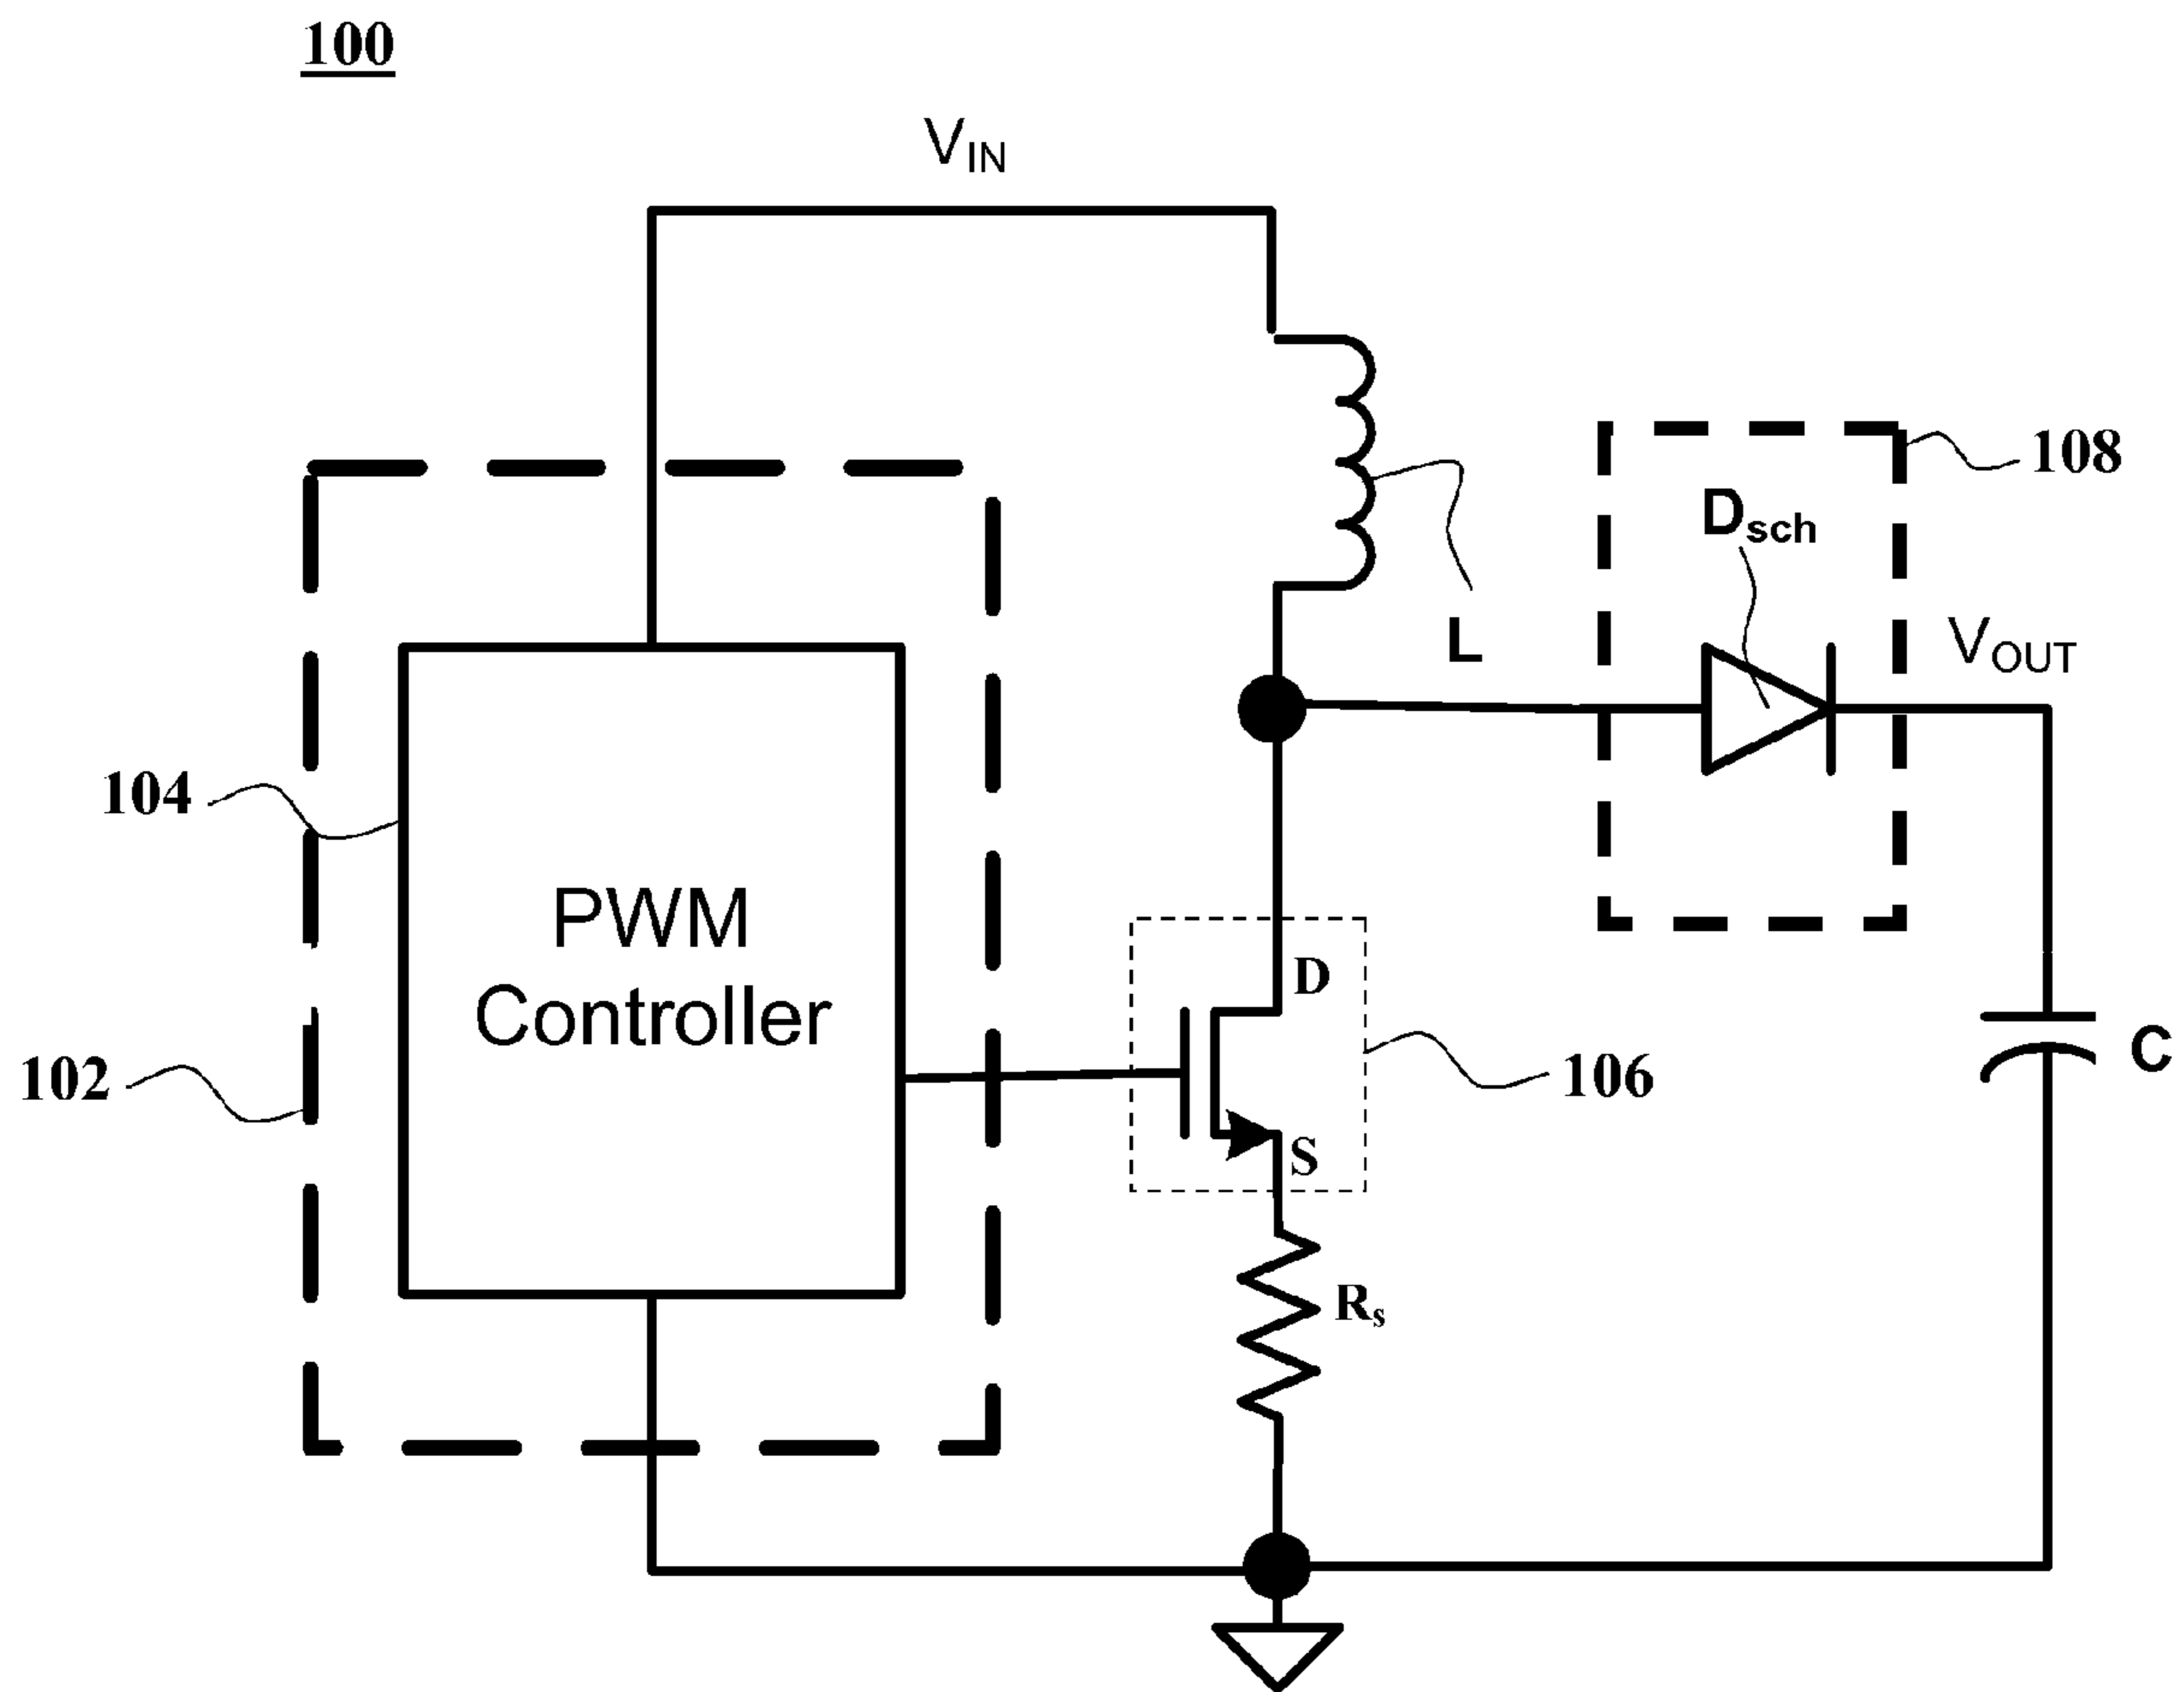 100
VIN
108
Dsch
L
VOUT
104
PWM
Controller
D
C
102
106
S
Rs